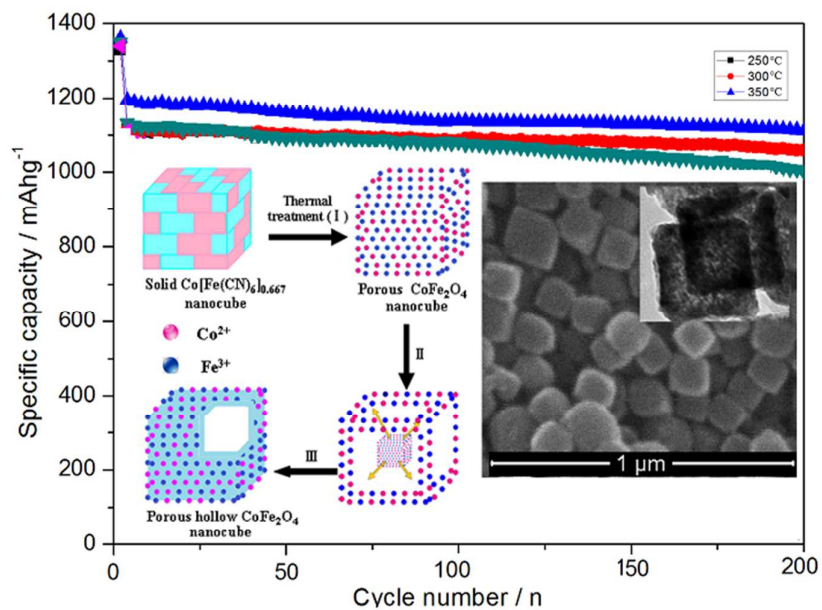 1400
1200
1000
800
600
400
200
0
Specific capacity / mAhg⁻¹
250℃
300℃
350℃
Thermal
treatment ( I )
Solid Co[Fe(CN)₆]₀.₆₆₇
nanocube
Porous CoFe₂O₄
nanocube
Co²⁺
Fe³⁺
II
III
Porous hollow CoFe₂O₄
nanocube
1 µm
0
50
100
150
200
Cycle number / n